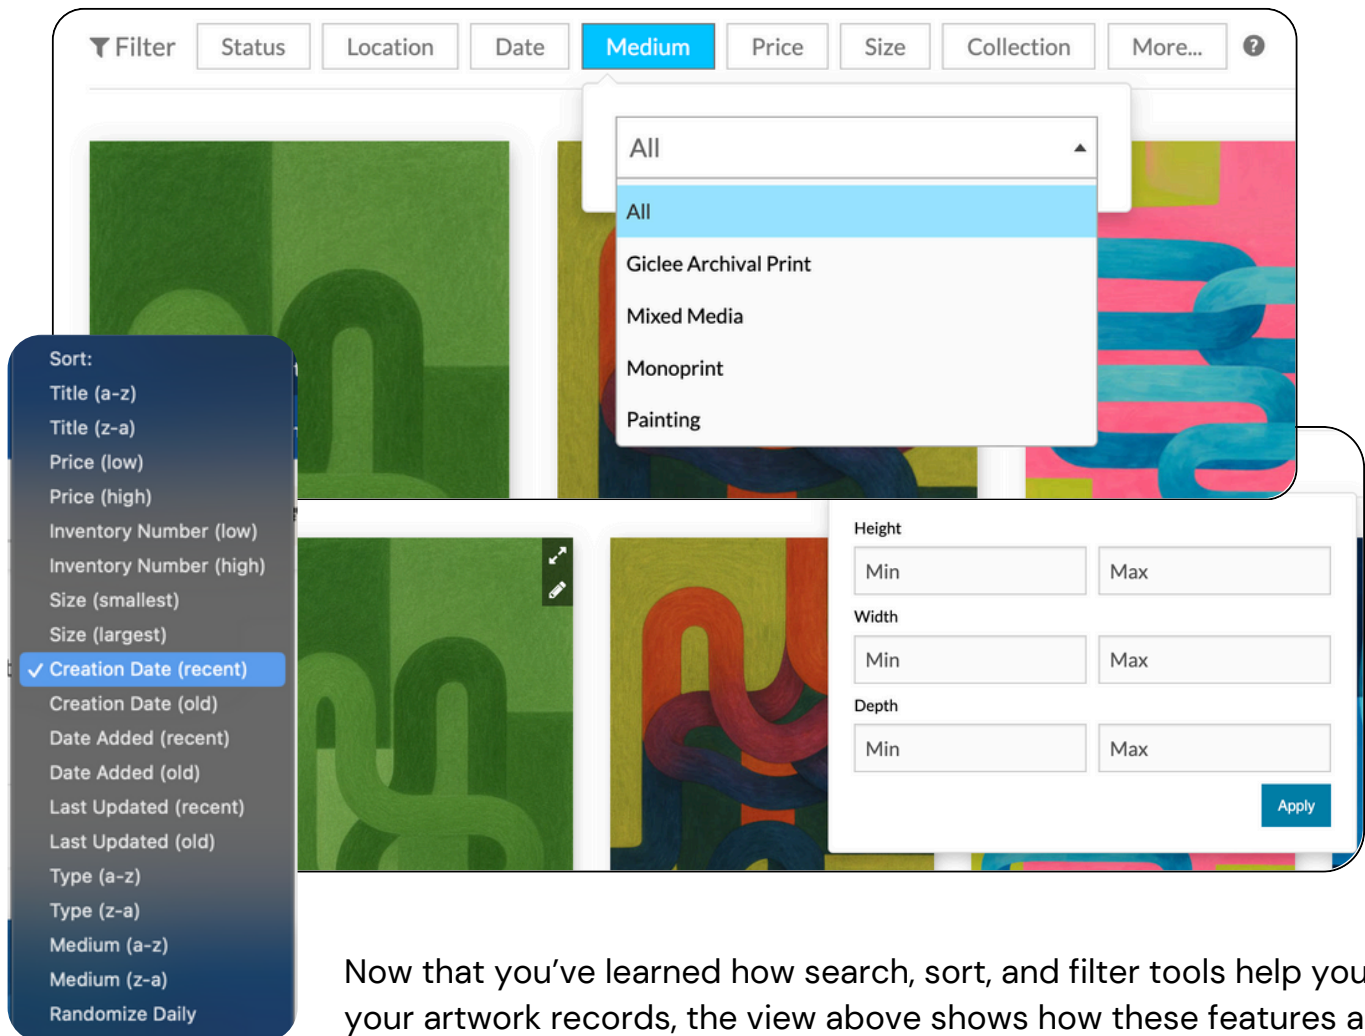 Filter Status Location Date Medium Price Size Collection More... ?
All
All
Giclee Archival Print
Mixed Media
Monoprint
Painting
Sort:
Title (a-z)
Title (z-a)
Price (low)
Price (high)
Inventory Number (low)
Inventory Number (high)
Size (smallest)
Size (largest)
✓ Creation Date (recent)
Creation Date (old)
Date Added (recent)
Date Added (old)
Last Updated (recent)
Last Updated (old)
Type (a-z)
Type (z-a)
Medium (a-z)
Medium (z-a)
Randomize Daily
Height
Min Max
Width
Min Max
Depth
Min Max
Apply
Now that you’ve learned how search, sort, and filter tools help you
your artwork records, the view above shows how these features a